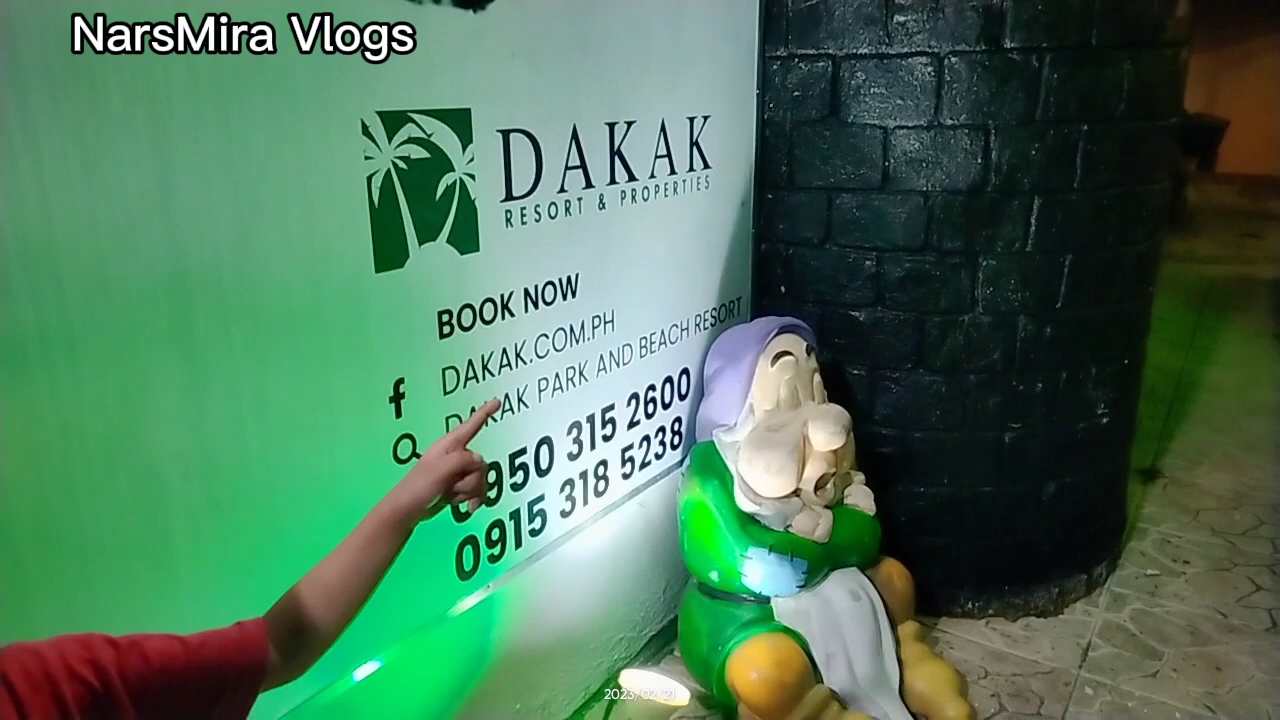 NarsMira Vlogs
DAKAK
RESORT & PROPERTIES
BOOK NOW
DAKAK.COM.PH
DAKAK PARK AND BEACH RESORT
0950 315 2600
0915 318 5238
2023/02/21